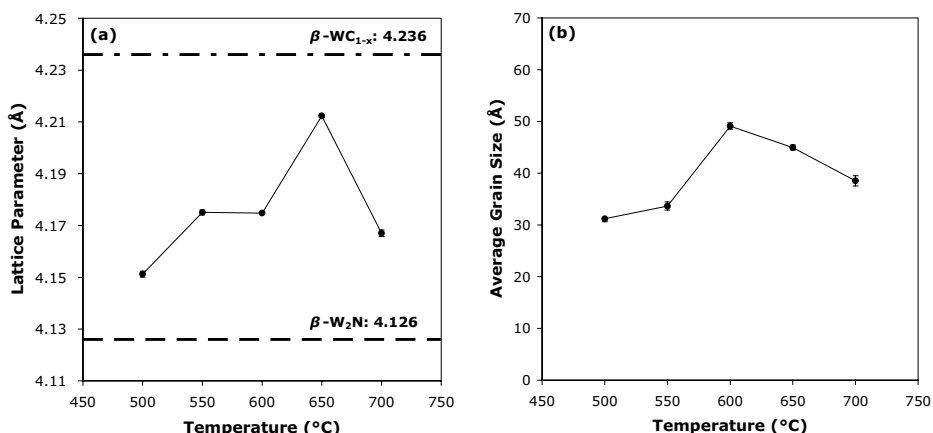 (a)
β-WC1-x: 4.236
β-W2N: 4.126
Lattice Parameter (Å)
4.25
4.23
4.21
4.19
4.17
4.15
4.13
4.11
450 500 550 600 650 700 750
Temperature (°C)
(b)
Average Grain Size (Å)
70
60
50
40
30
20
10
0
450 500 550 600 650 700 750
Temperature (°C)